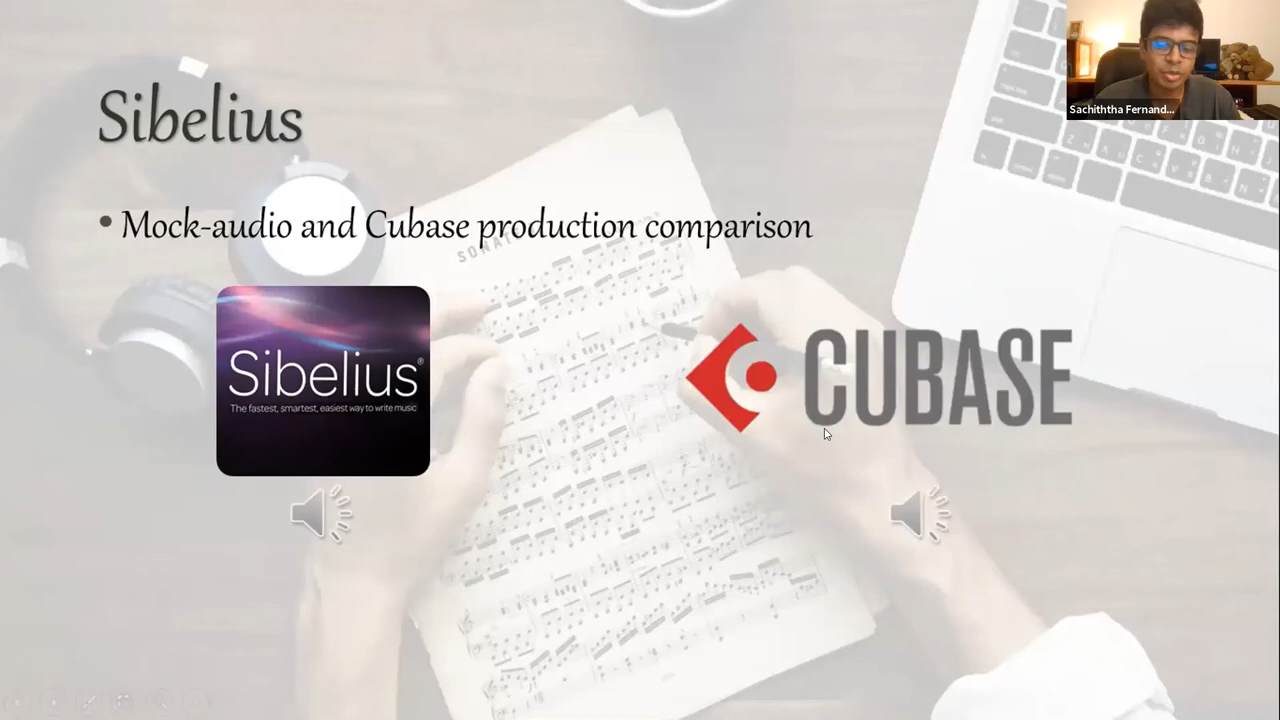 Sibelius
Sachiththa Fernand...
• Mock-audio and Cubase production comparison
SONAT
Sibelius®
The fastest, smartest, easiest way to write music
CUBASE